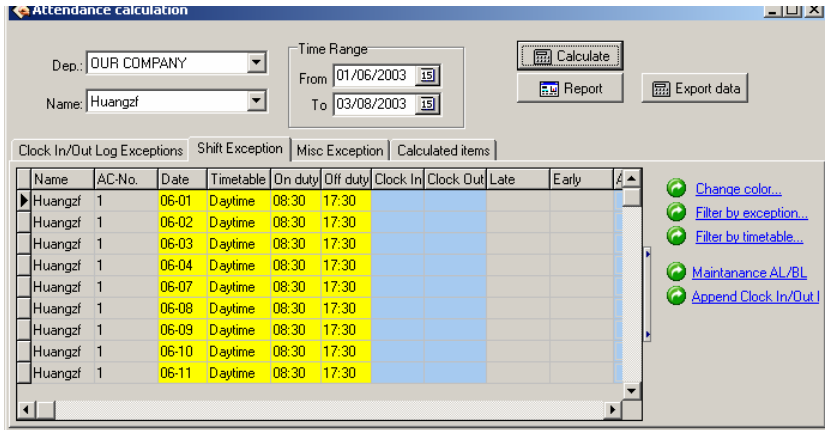 Attendance calculation
Dep.: OUR COMPANY
Name: Huangzf
Time Range
From 01/06/2003 15
To 03/08/2003 15
Calculate
Report
Export data
Clock In/Out Log Exceptions Shift Exception Misc Exception Calculated items
Name AC-No. Date Timetable On duty Off duty Clock In Clock Out Late Early
Huangzf 1 06-01 Daytime 08:30 17:30
Huangzf 1 06-02 Daytime 08:30 17:30
Huangzf 1 06-03 Daytime 08:30 17:30
Huangzf 1 06-04 Daytime 08:30 17:30
Huangzf 1 06-07 Daytime 08:30 17:30
Huangzf 1 06-08 Daytime 08:30 17:30
Huangzf 1 06-09 Daytime 08:30 17:30
Huangzf 1 06-10 Daytime 08:30 17:30
Huangzf 1 06-11 Daytime 08:30 17:30
Change color...
Filter by exception...
Filter by timetable...
Maintanance AL/BL
Append Clock In/Out